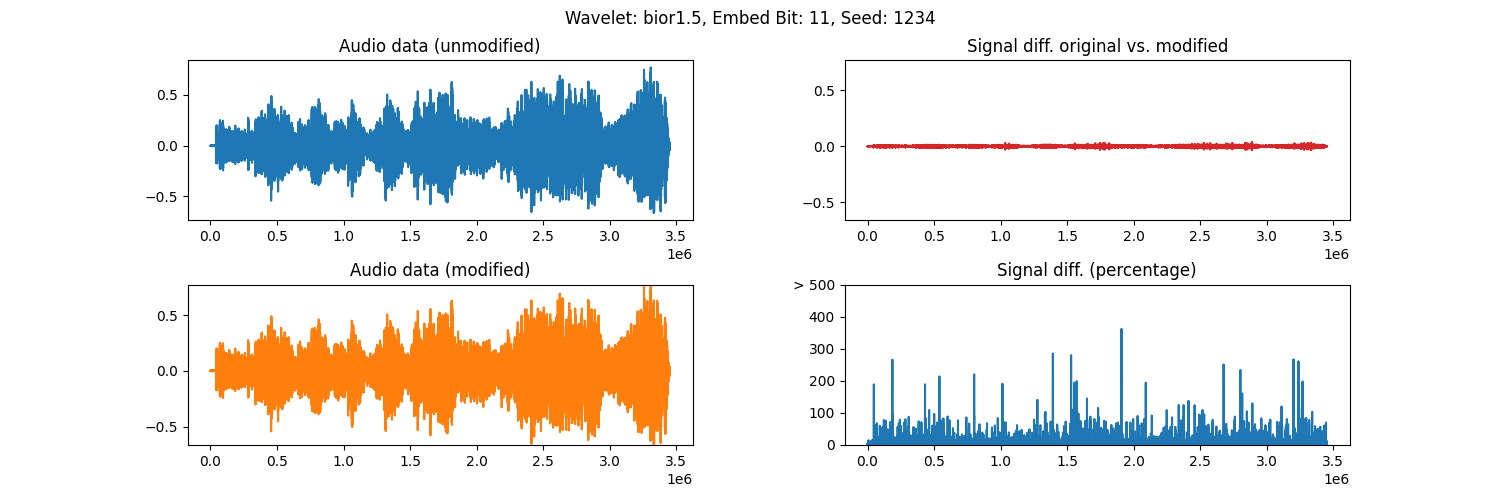 Wavelet: bior1.5, Embed Bit: 11, Seed: 1234
Audio data (unmodified)
0.5
0.0
−0.5
0.0 0.5 1.0 1.5 2.0 2.5 3.0 3.5
1e6
Signal diff. original vs. modified
0.5
0.0
−0.5
0.0 0.5 1.0 1.5 2.0 2.5 3.0 3.5
1e6
Audio data (modified)
0.5
0.0
−0.5
0.0 0.5 1.0 1.5 2.0 2.5 3.0 3.5
1e6
Signal diff. (percentage)
> 500
400
300
200
100
0
0.0 0.5 1.0 1.5 2.0 2.5 3.0 3.5
1e6